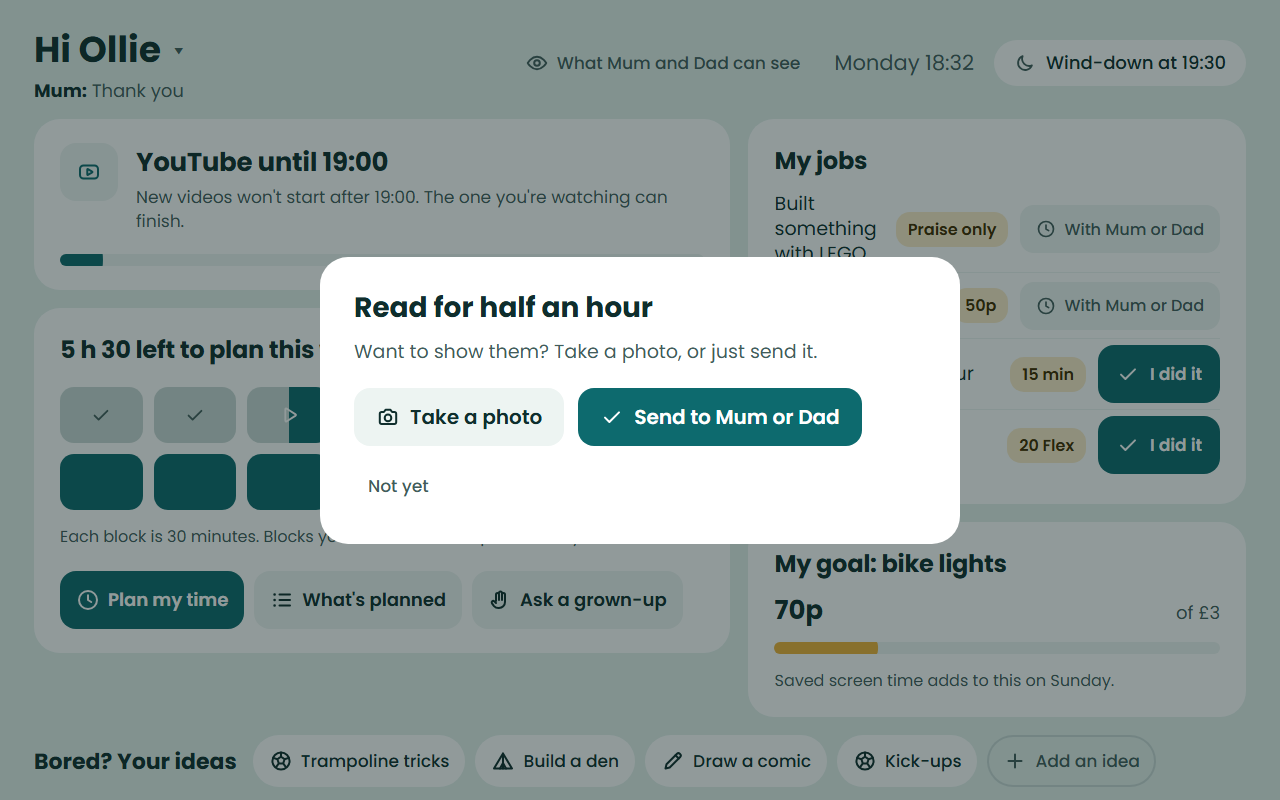 Hi Ollie
Mum: Thank you
What Mum and Dad can see
Monday 18:32
Wind-down at 19:30
YouTube until 19:00
New videos won't start after 19:00. The one you're watching can
finish.
My jobs
Built
something
with LEGO
Praise only
With Mum or Dad
50p
With Mum or Dad
15 min
I did it
20 Flex
I did it
5 h 30 left to plan this
Each block is 30 minutes. Blocks
Plan my time
What's planned
Ask a grown-up
Read for half an hour
Want to show them? Take a photo, or just send it.
Take a photo
Send to Mum or Dad
Not yet
My goal: bike lights
70p
of £3
Saved screen time adds to this on Sunday.
Bored? Your ideas
Trampoline tricks
Build a den
Draw a comic
Kick-ups
Add an idea